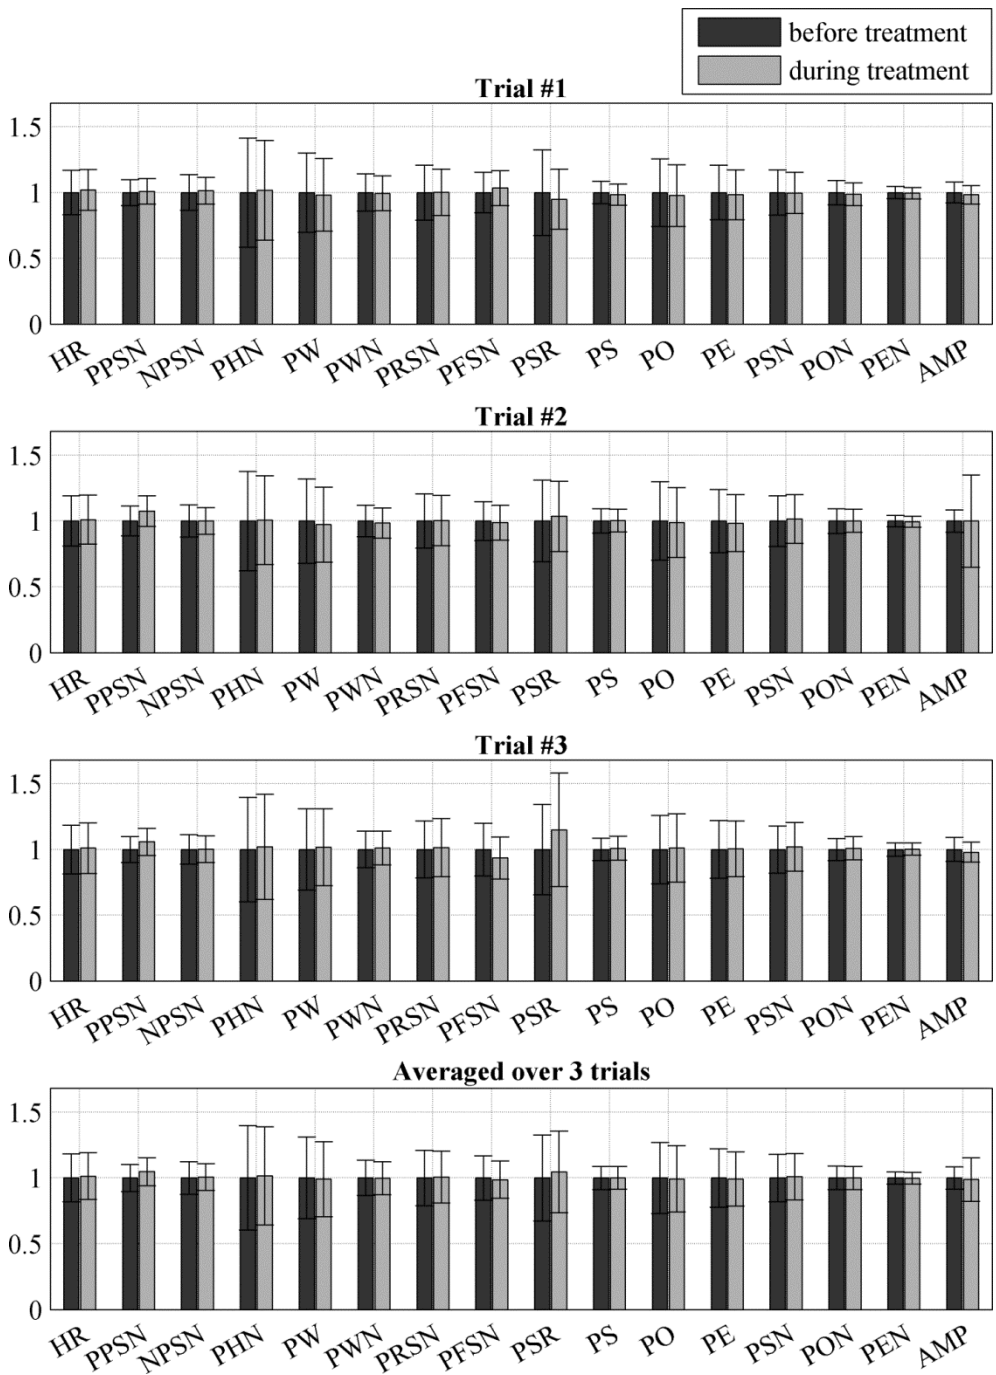 before treatment
during treatment
Trial #1
1.5
1
0.5
0
HR PPSN NPSN PHN PW PWN PRSN PFSN PSR PS PO PE PSN PON PEN AMP
Trial #2
1.5
1
0.5
0
HR PPSN NPSN PHN PW PWN PRSN PFSN PSR PS PO PE PSN PON PEN AMP
Trial #3
1.5
1
0.5
0
HR PPSN NPSN PHN PW PWN PRSN PFSN PSR PS PO PE PSN PON PEN AMP
Averaged over 3 trials
1.5
1
0.5
0
HR PPSN NPSN PHN PW PWN PRSN PFSN PSR PS PO PE PSN PON PEN AMP